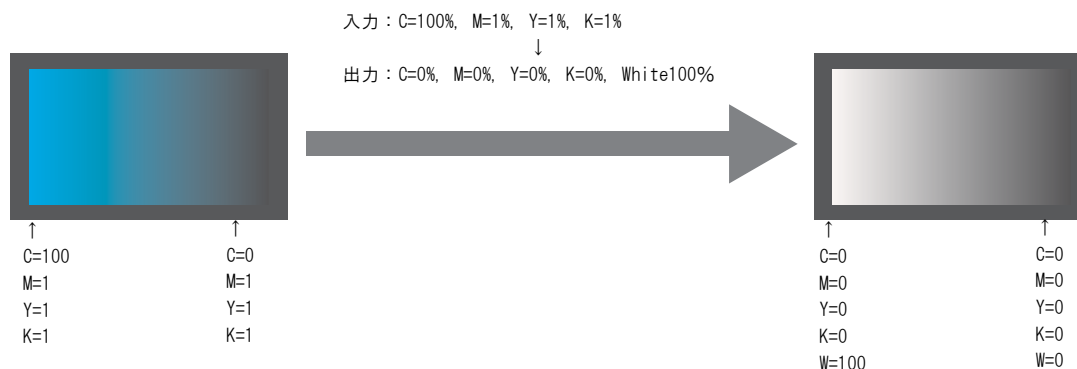 入力：C=100%, M=1%, Y=1%, K=1%
↓
出力：C=0%, M=0%, Y=0%, K=0%, White100%
↑
C=100
M=1
Y=1
K=1
↑
C=0
M=1
Y=1
K=1
↑
C=0
M=0
Y=0
K=0
W=100
↑
C=0
M=0
Y=0
K=0
W=0